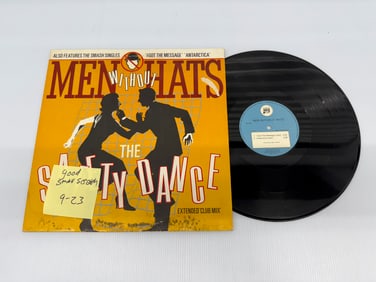 ALSO FEATURES THE SMASH SINGLES "I GOT THE MESSAGE" "ANTARCTICA"
MEN WITHOUT HATS
THE
SAFETY DANCE
EXTENDED 'CLUB MIX'
good
9-23